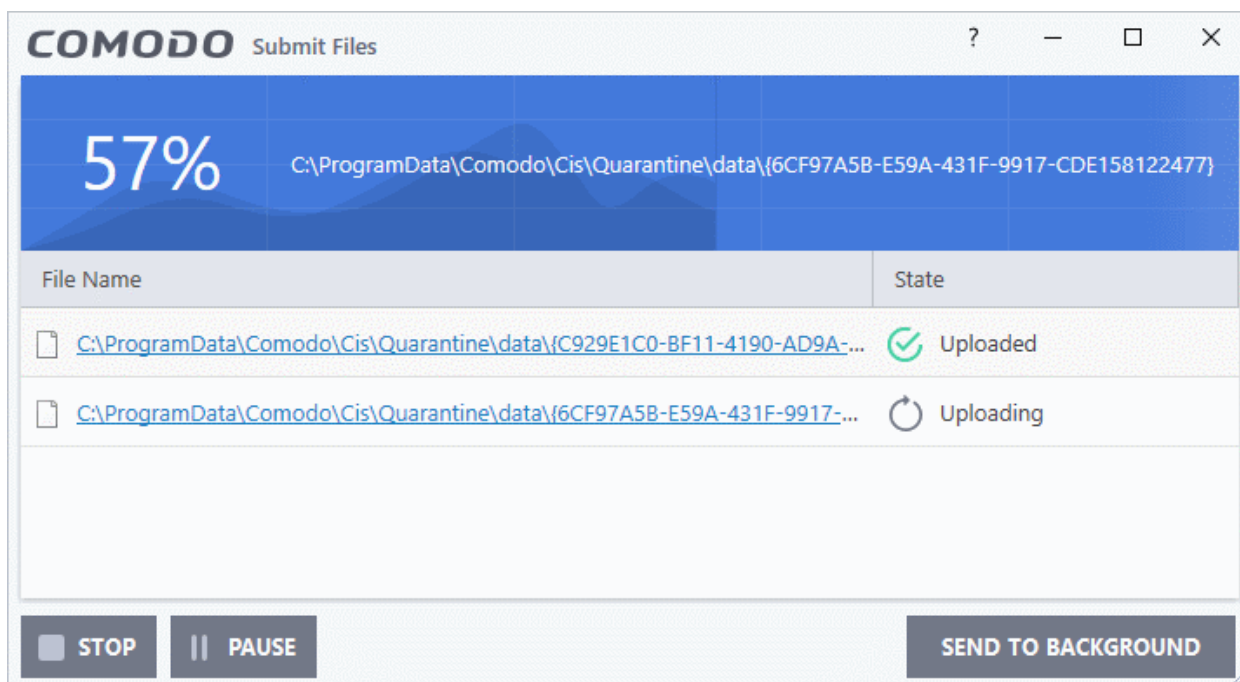 COMODO Submit Files ?
57% C:\ProgramData\Comodo\Cis\Quarantine\data\{6CF97A5B-E59A-431F-9917-CDE158122477}
File Name State
C:\ProgramData\Comodo\Cis\Quarantine\data\{C929E1C0-BF11-4190-AD9A-... Uploaded
C:\ProgramData\Comodo\Cis\Quarantine\data\{6CF97A5B-E59A-431F-9917-... Uploading
STOP PAUSE SEND TO BACKGROUND